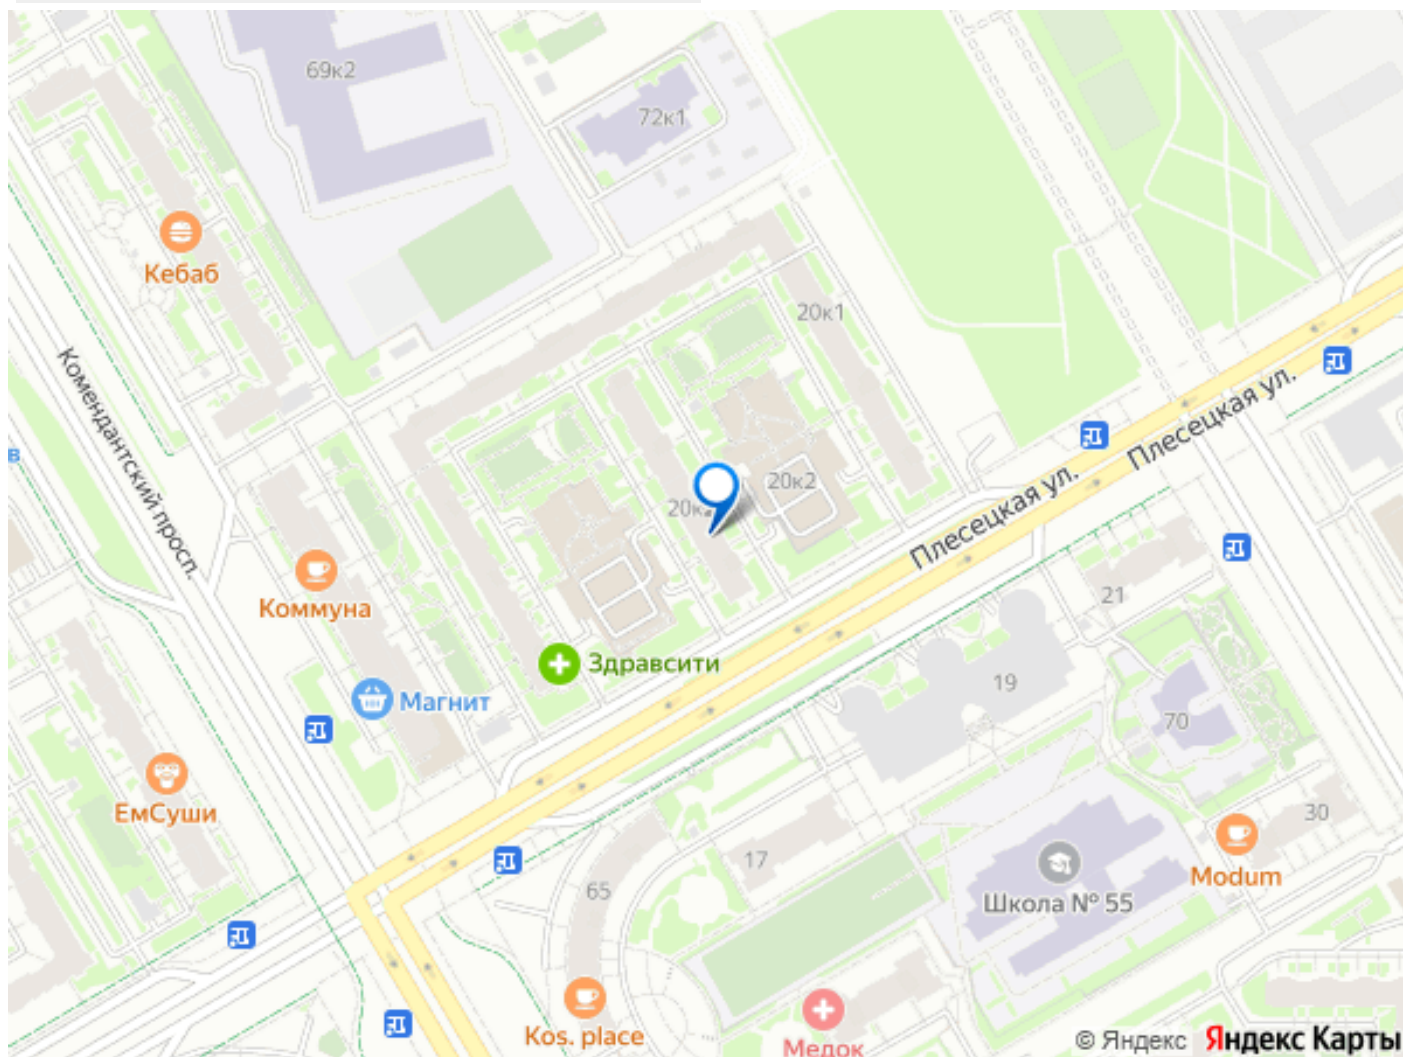 69к2
72к1
Кебаб
20к1
Комендантский просп.
в
20к2
20к2
Плесецкая ул.
Плесецкая ул.
Коммуна
21
Здравсити
19
Магнит
70
ЕмСуши
30
17
65
Modum
Школа № 55
Kos. place
Медок
© Яндекс Яндекс Карты